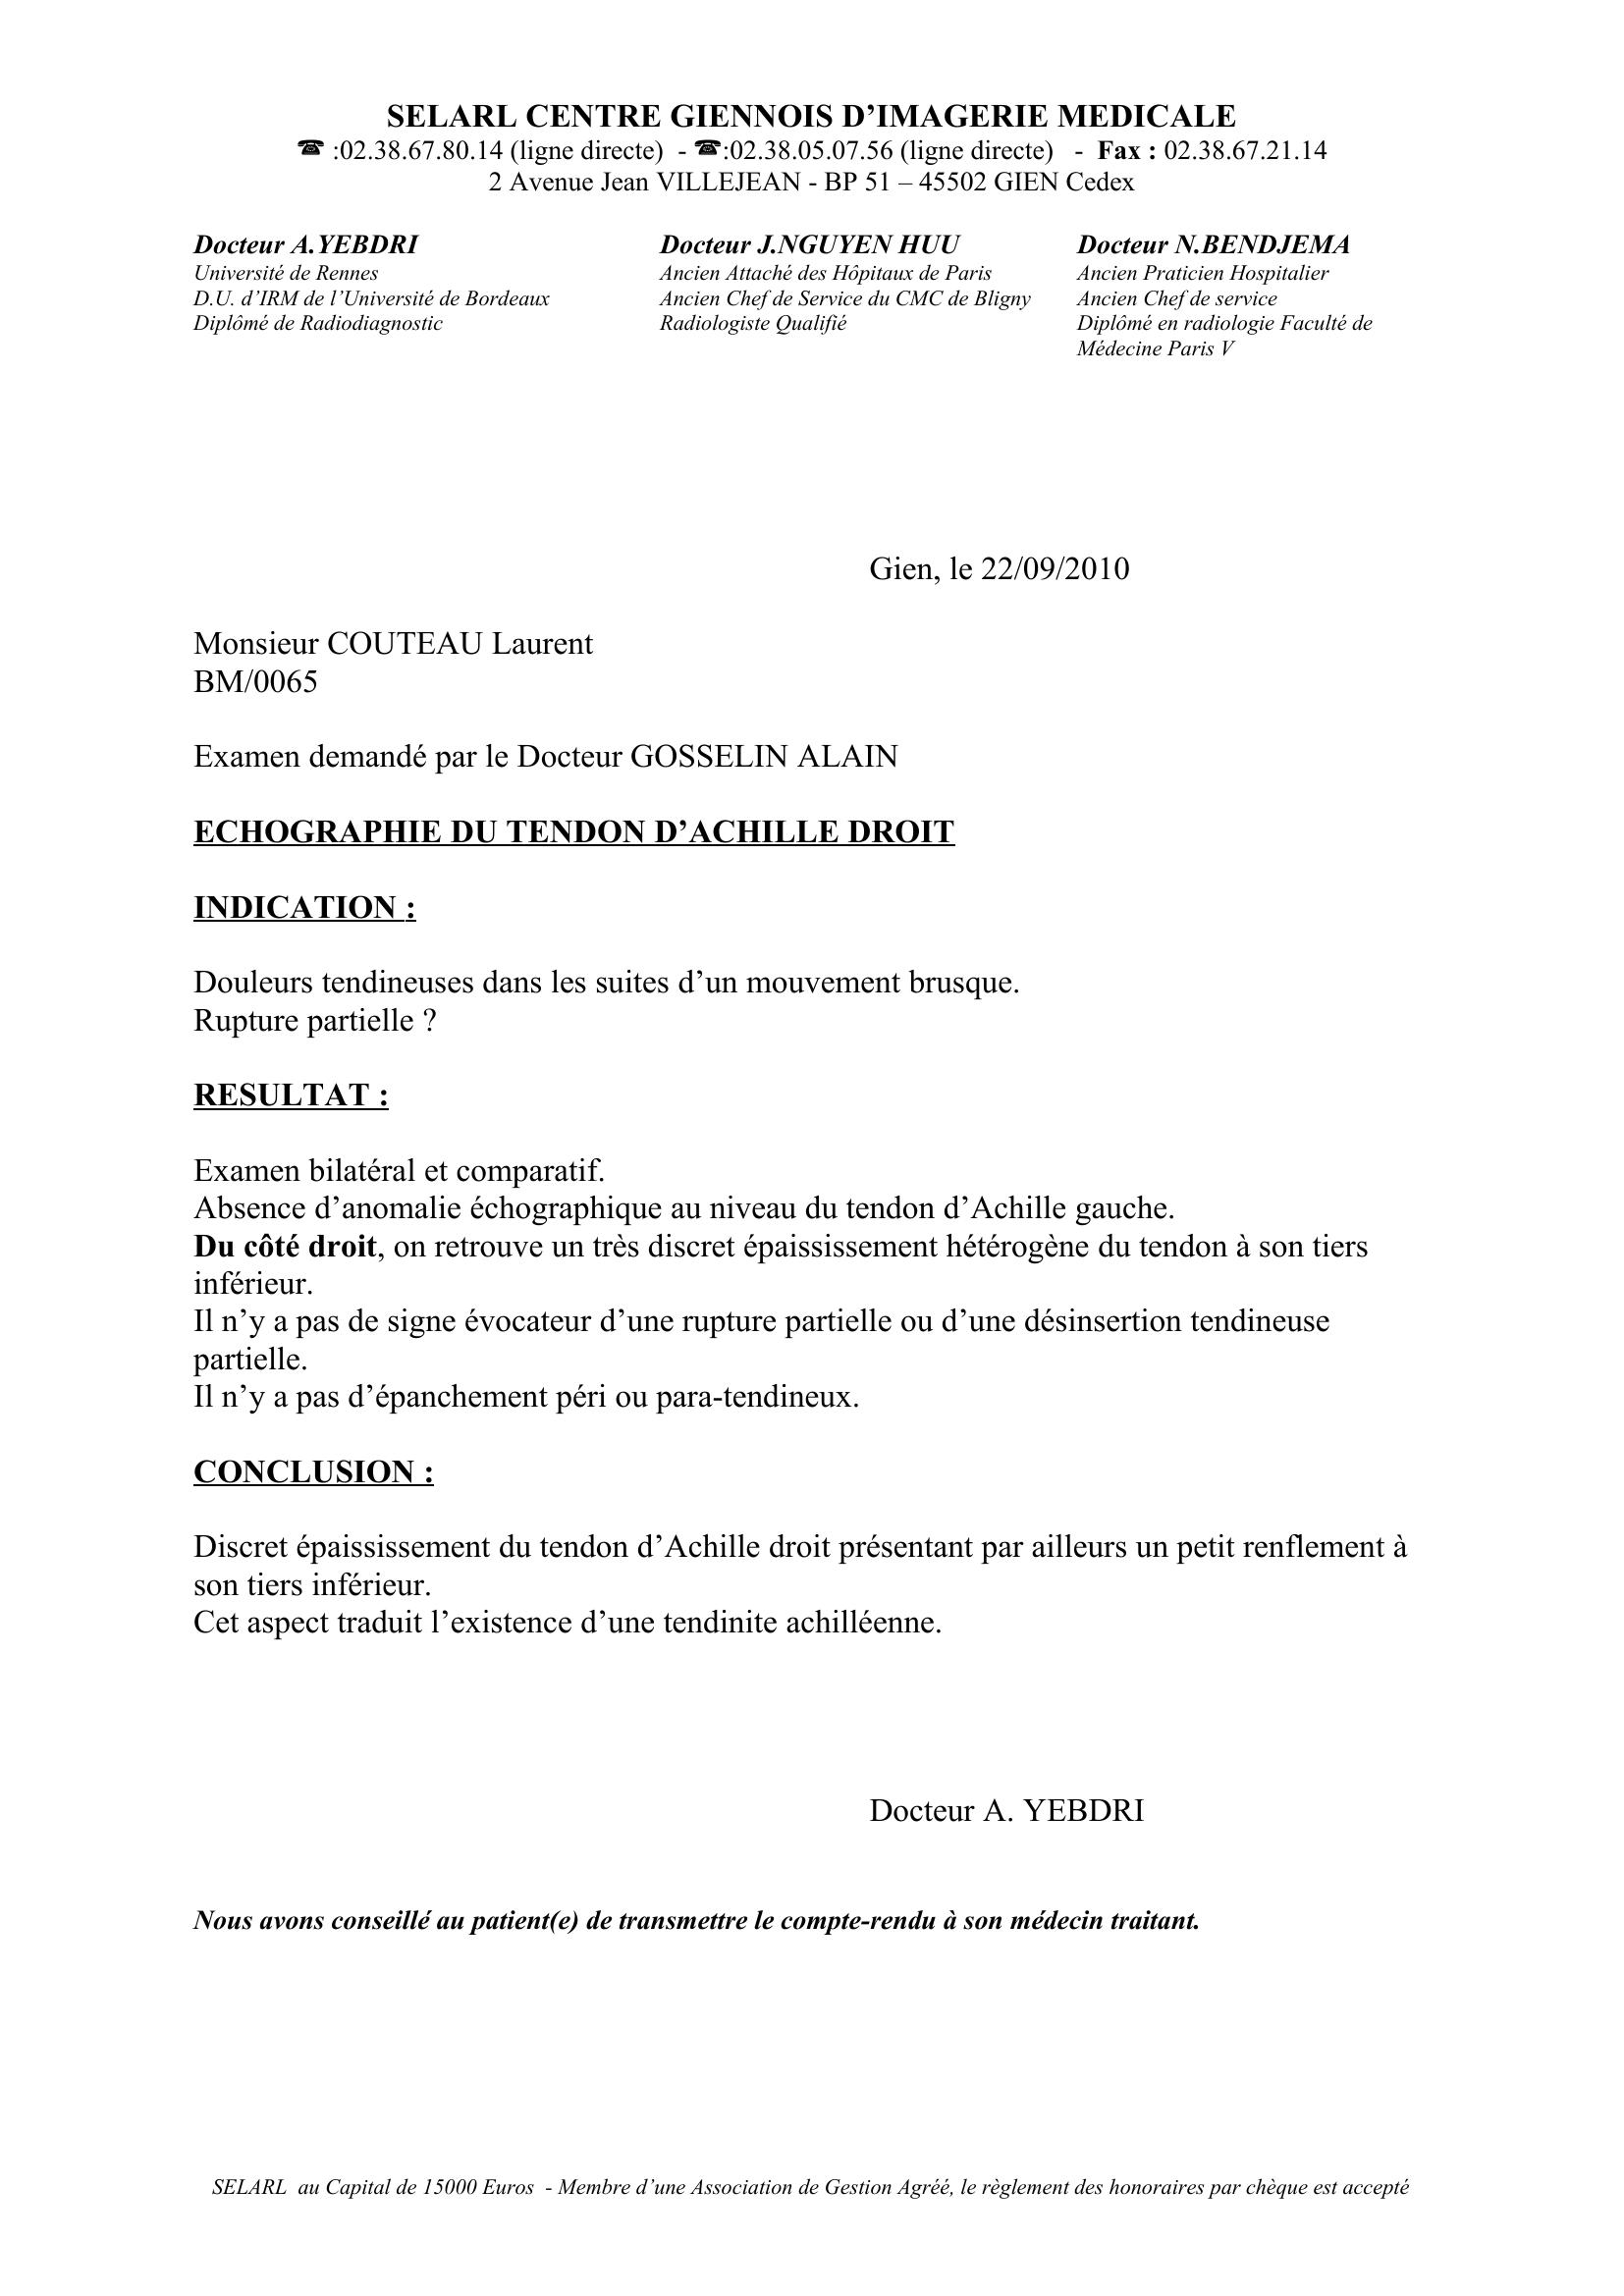 SELARL CENTRE GIENNOIS D’IMAGERIE MEDICALE
☎ :02.38.67.80.14 (ligne directe) - ☎:02.38.05.07.56 (ligne directe) - Fax : 02.38.67.21.14
2 Avenue Jean VILLEJEAN - BP 51 – 45502 GIEN Cedex
Docteur A.YEBDRI
Université de Rennes
D.U. d’IRM de l’Université de Bordeaux
Diplômé de Radiodiagnostic
Docteur J.NGUYEN HUU
Ancien Attaché des Hôpitaux de Paris
Ancien Chef de Service du CMC de Bligny
Radiologiste Qualifié
Docteur N.BENDJEMA
Ancien Praticien Hospitalier
Ancien Chef de service
Diplômé en radiologie Faculté de
Médecine Paris V
Gien, le 22/09/2010
Monsieur COUTEAU Laurent
BM/0065
Examen demandé par le Docteur GOSSELIN ALAIN
ECHOGRAPHIE DU TENDON D’ACHILLE DROIT
INDICATION :
Douleurs tendineuses dans les suites d’un mouvement brusque.
Rupture partielle ?
RESULTAT :
Examen bilatéral et comparatif.
Absence d’anomalie échographique au niveau du tendon d’Achille gauche.
Du côté droit, on retrouve un très discret épaississement hétérogène du tendon à son tiers
inférieur.
Il n’y a pas de signe évocateur d’une rupture partielle ou d’une désinsertion tendineuse
partielle.
Il n’y a pas d’épanchement péri ou para-tendineux.
CONCLUSION :
Discret épaississement du tendon d’Achille droit présentant par ailleurs un petit renflement à
son tiers inférieur.
Cet aspect traduit l’existence d’une tendinite achilléenne.
Docteur A. YEBDRI
Nous avons conseillé au patient(e) de transmettre le compte-rendu à son médecin traitant.
SELARL au Capital de 15000 Euros - Membre d’une Association de Gestion Agréé, le règlement des honoraires par chèque est accepté